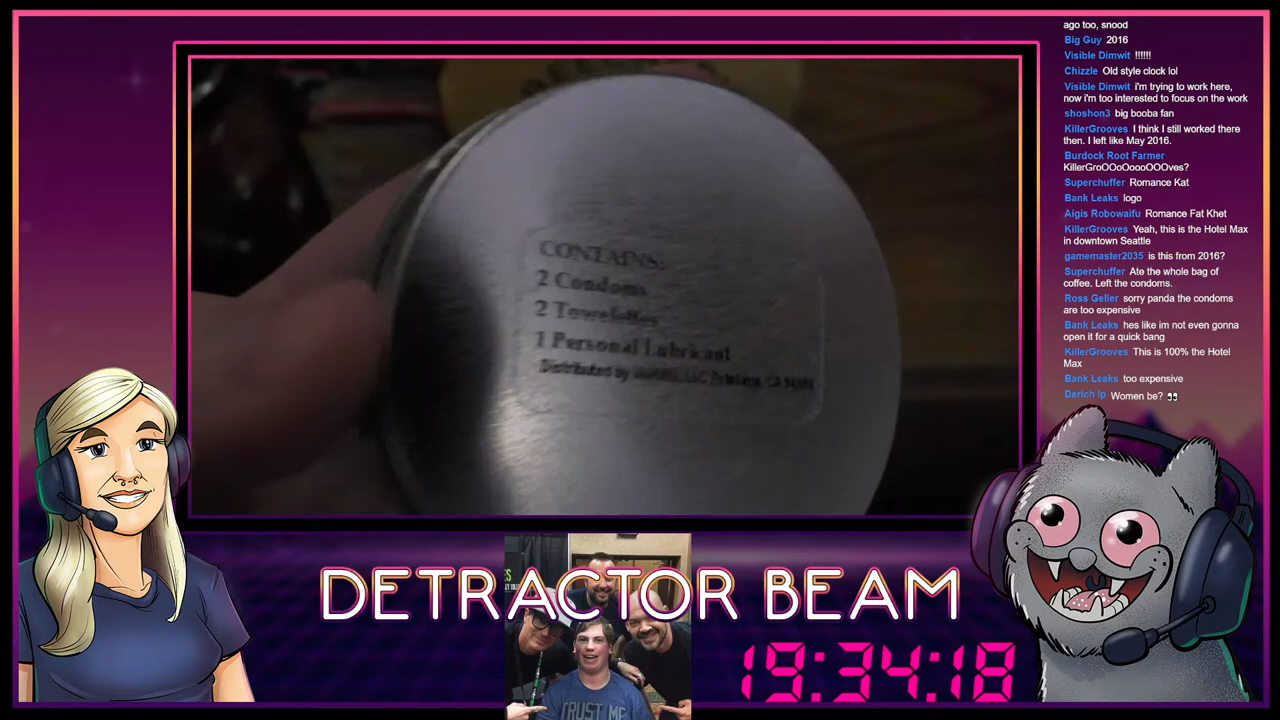 ago too, snood
Big Guy 2016
Visible Dimwit !!!!!!
Chizzle Old style clock lol
Visible Dimwit i'm trying to work here,
now i'm too interested to focus on the work
shoshon3 big booba fan
KillerGrooves I think I still worked there
then. I left like May 2016.
Burdock Root Farmer
KillerGroOOoOoooOOOves?
Superchuffer Romance Kat
Bank Leaks logo
Aigis Robowaifu Romance Fat Khet
KillerGrooves Yeah, this is the Hotel Max
in downtown Seattle
gamemaster2035 is this from 2016?
Superchuffer Ate the whole bag of
coffee. Left the condoms.
Ross Geller sorry panda the condoms
are too expensive
Bank Leaks hes like im not even gonna
open it for a quick bang
KillerGrooves This is 100% the Hotel
Max
Bank Leaks too expensive
Derich Ip Women be? 👀
CONTAINS:
2 Condoms
2 Towelettes
1 Personal Lubricant
Distributed by LLC, CA
DETRACTOR BEAM
19:34:18
TRUST ME